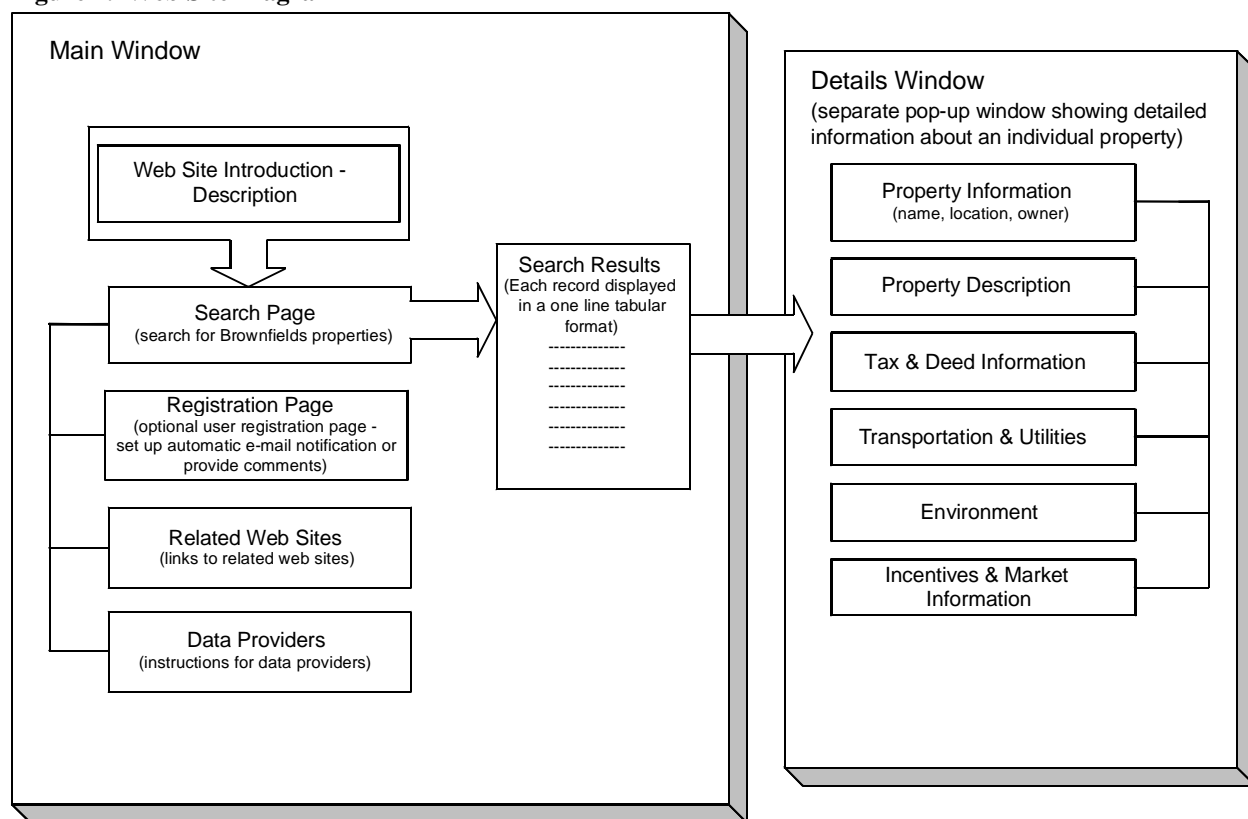 Main Window
Web Site Introduction -
Description
Search Page
(search for Brownfields properties)
Registration Page
(optional user registration page -
set up automatic e-mail notification or
provide comments)
Related Web Sites
(links to related web sites)
Data Providers
(instructions for data providers)
Search Results
(Each record displayed
in a one line tabular
format)
--------------
--------------
--------------
--------------
--------------
--------------
Details Window
(separate pop-up window showing detailed
information about an individual property)
Property Information
(name, location, owner)
Property Description
Tax & Deed Information
Transportation & Utilities
Environment
Incentives & Market
Information